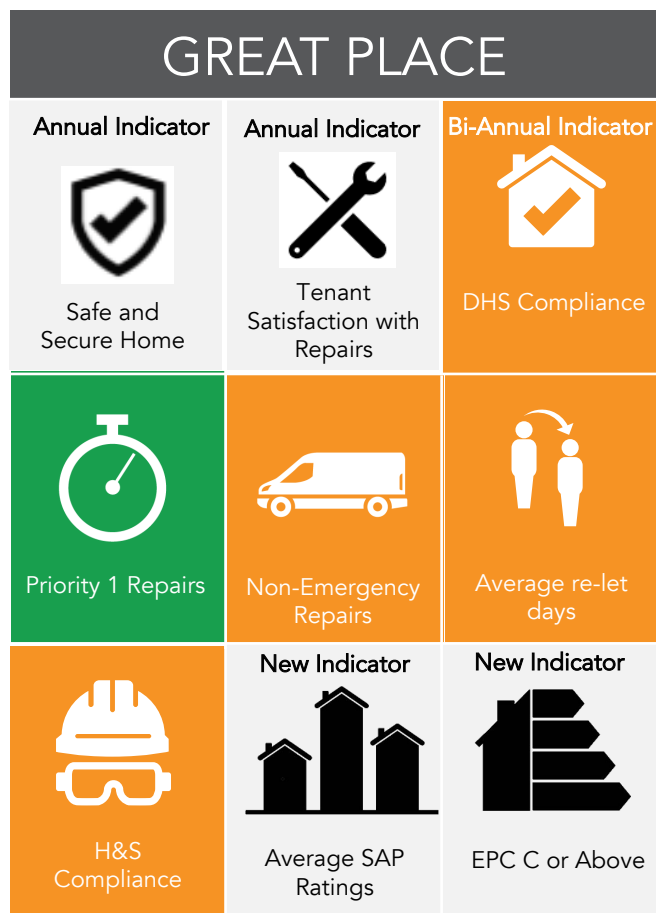 GREAT PLACE
Annual Indicator
Safe and
Secure Home
Annual Indicator
Tenant
Satisfaction with
Repairs
Bi-Annual Indicator
DHS Compliance
Priority 1 Repairs
Non-Emergency
Repairs
Average re-let
days
H&S
Compliance
New Indicator
Average SAP
Ratings
New Indicator
EPC C or Above